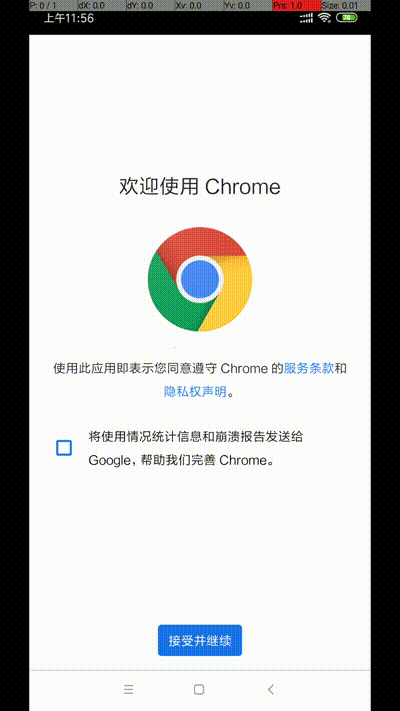 P: 0 / 1 dX: 0.0 dY: 0.0 Xv: 0.0 Yv: 0.0 Prs: 1.0 Size: 0.01
上午11:56 74
欢迎使用 Chrome
使用此应用即表示您同意遵守 Chrome 的服务条款和
隐私权声明。
将使用情况统计信息和崩溃报告发送给
Google，帮助我们完善 Chrome。
接受并继续